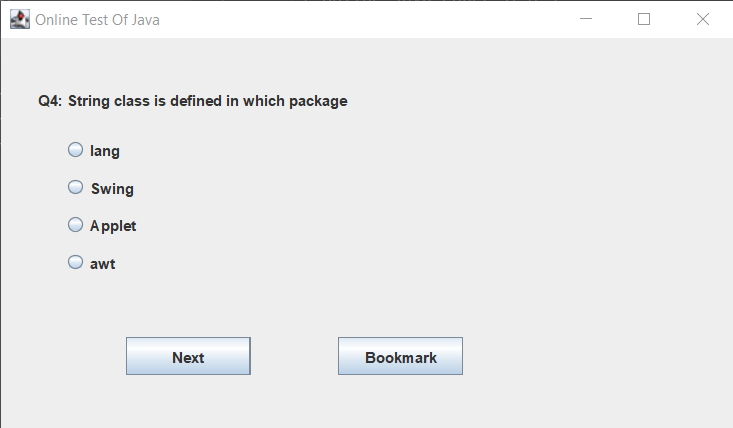 Online Test Of Java
Q4: String class is defined in which package
lang
Swing
Applet
awt
Next
Bookmark